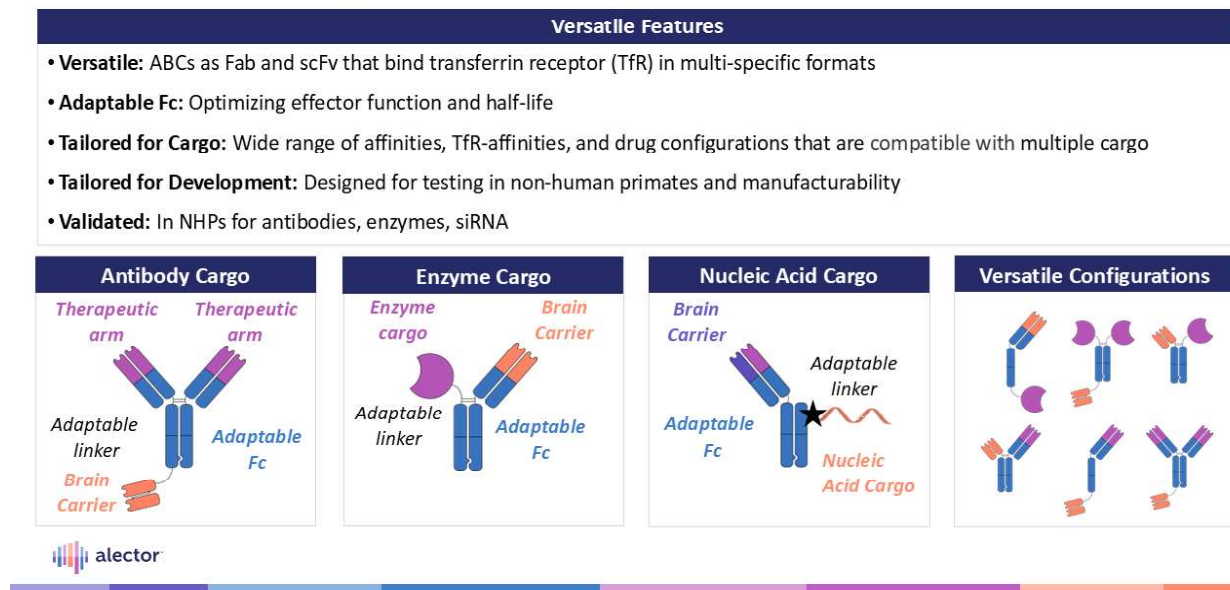 Versatile Features
• Versatile: ABCs as Fab and scFv that bind transferrin receptor (TfR) in multi-specific formats
• Adaptable Fc: Optimizing effector function and half-life
• Tailored for Cargo: Wide range of affinities, TfR-affinities, and drug configurations that are compatible with multiple cargo
• Tailored for Development: Designed for testing in non-human primates and manufacturability
• Validated: In NHPs for antibodies, enzymes, siRNA
Antibody Cargo
Therapeutic arm
Therapeutic arm
Adaptable linker
Adaptable Fc
Brain Carrier
Enzyme Cargo
Enzyme cargo
Brain Carrier
Adaptable linker
Adaptable Fc
Nucleic Acid Cargo
Brain Carrier
Adaptable linker
Adaptable Fc
Nucleic Acid Cargo
Versatile Configurations
alector